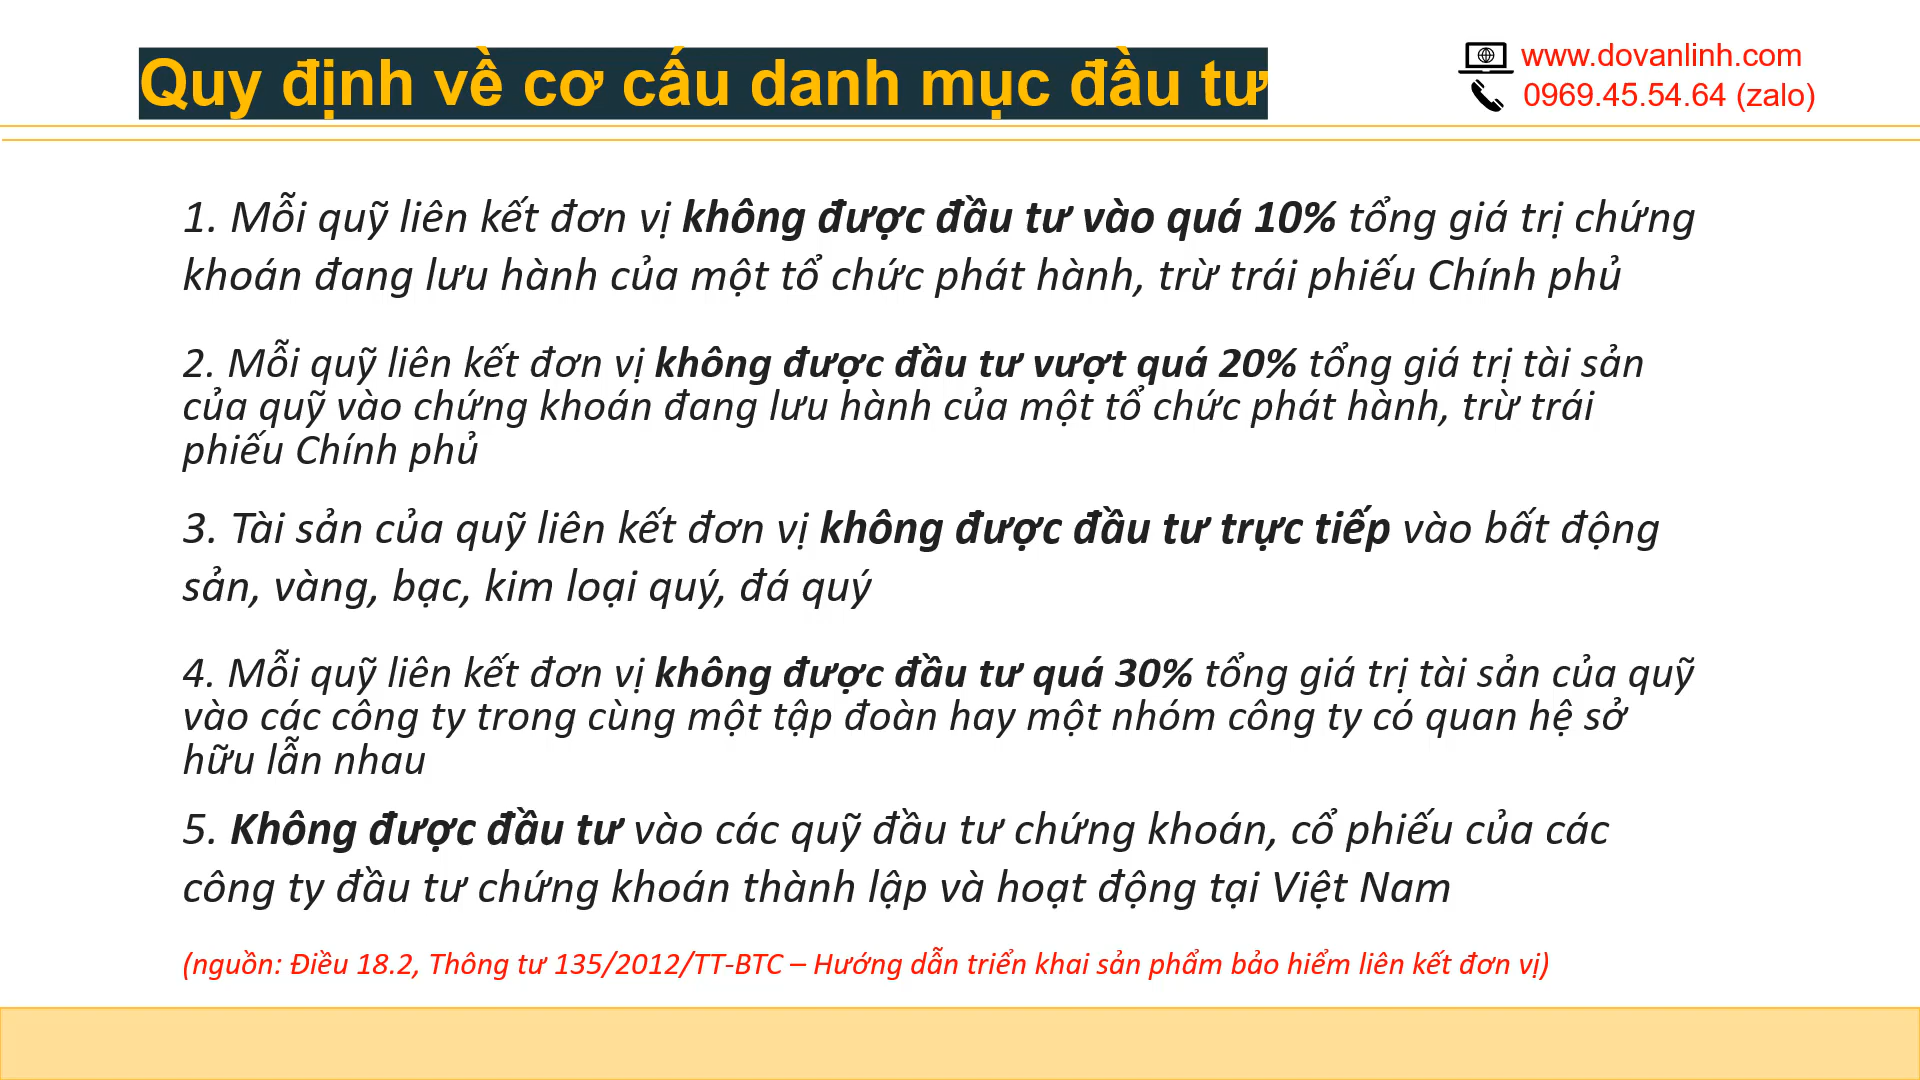 Quy định về cơ cấu danh mục đầu tư
www.dovanlinh.com
0969.45.54.64 (zalo)
1. Mỗi quỹ liên kết đơn vị không được đầu tư vào quá 10% tổng giá trị chứng
khoán đang lưu hành của một tổ chức phát hành, trừ trái phiếu Chính phủ
2. Mỗi quỹ liên kết đơn vị không được đầu tư vượt quá 20% tổng giá trị tài sản
của quỹ vào chứng khoán đang lưu hành của một tổ chức phát hành, trừ trái
phiếu Chính phủ
3. Tài sản của quỹ liên kết đơn vị không được đầu tư trực tiếp vào bất động
sản, vàng, bạc, kim loại quý, đá quý
4. Mỗi quỹ liên kết đơn vị không được đầu tư quá 30% tổng giá trị tài sản của quỹ
vào các công ty trong cùng một tập đoàn hay một nhóm công ty có quan hệ sở
hữu lẫn nhau
5. Không được đầu tư vào các quỹ đầu tư chứng khoán, cổ phiếu của các
công ty đầu tư chứng khoán thành lập và hoạt động tại Việt Nam
(nguồn: Điều 18.2, Thông tư 135/2012/TT-BTC – Hướng dẫn triển khai sản phẩm bảo hiểm liên kết đơn vị)